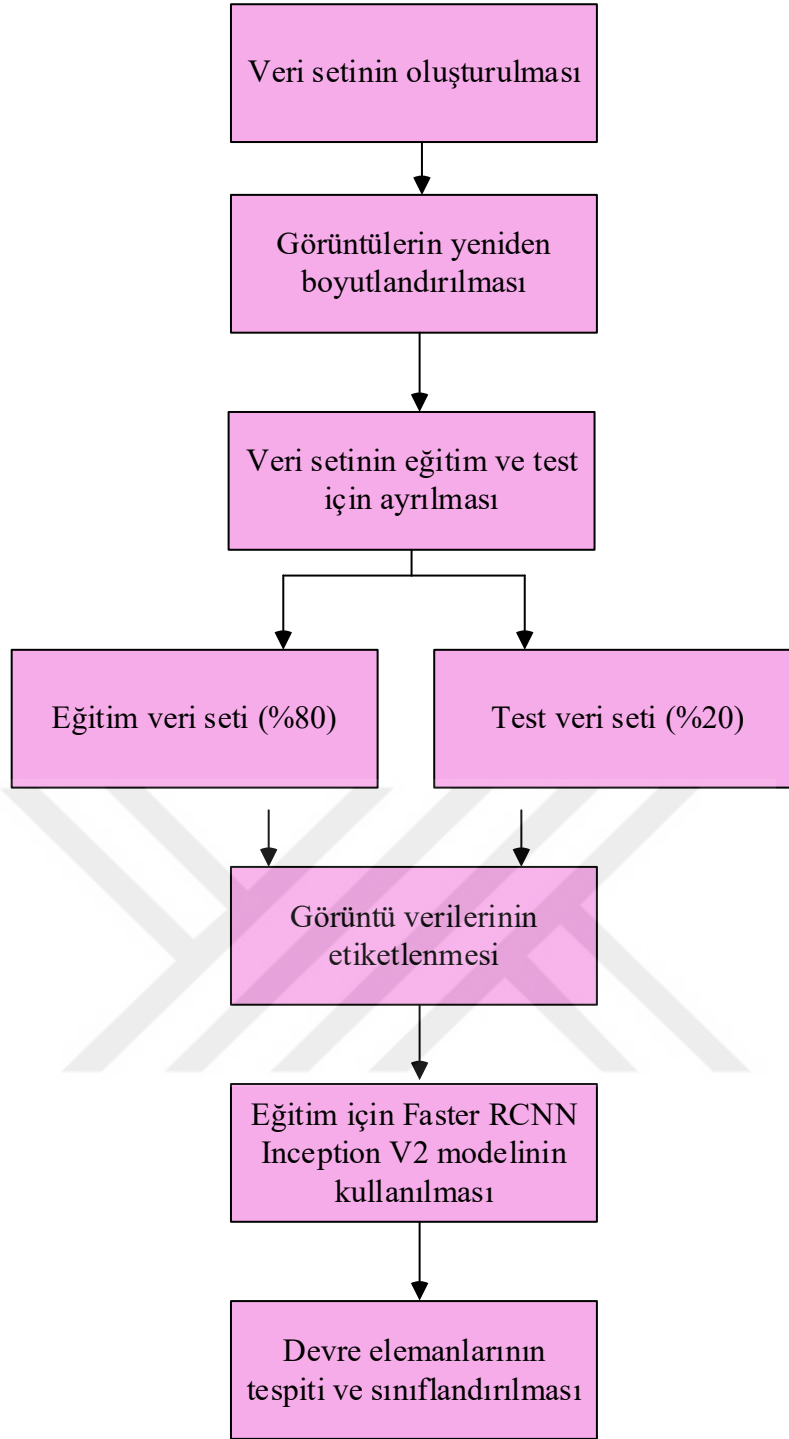 Veri setinin oluşturulması
Görüntülerin yeniden
boyutlandırılması
Veri setinin eğitim ve test
için ayrılması
Eğitim veri seti (%80)
Test veri seti (%20)
Görüntü verilerinin
etiketlenmesi
Eğitim için Faster RCNN
Inception V2 modelinin
kullanılması
Devre elemanlarının
tespiti ve sınıflandırılması